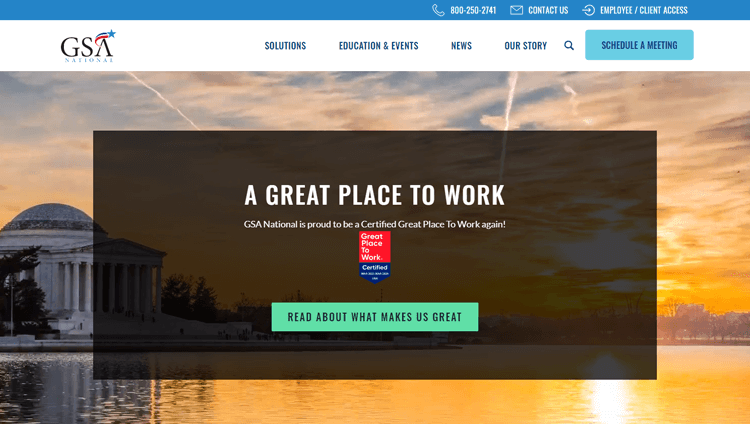 800-250-2741 CONTACT US EMPLOYEE / CLIENT ACCESS
GSA
NATIONAL
SOLUTIONS EDUCATION & EVENTS NEWS OUR STORY SCHEDULE A MEETING
A GREAT PLACE TO WORK
GSA National is proud to be a Certified Great Place To Work again!
Great
Place
To
Work.
Certified
READ ABOUT WHAT MAKES US GREAT